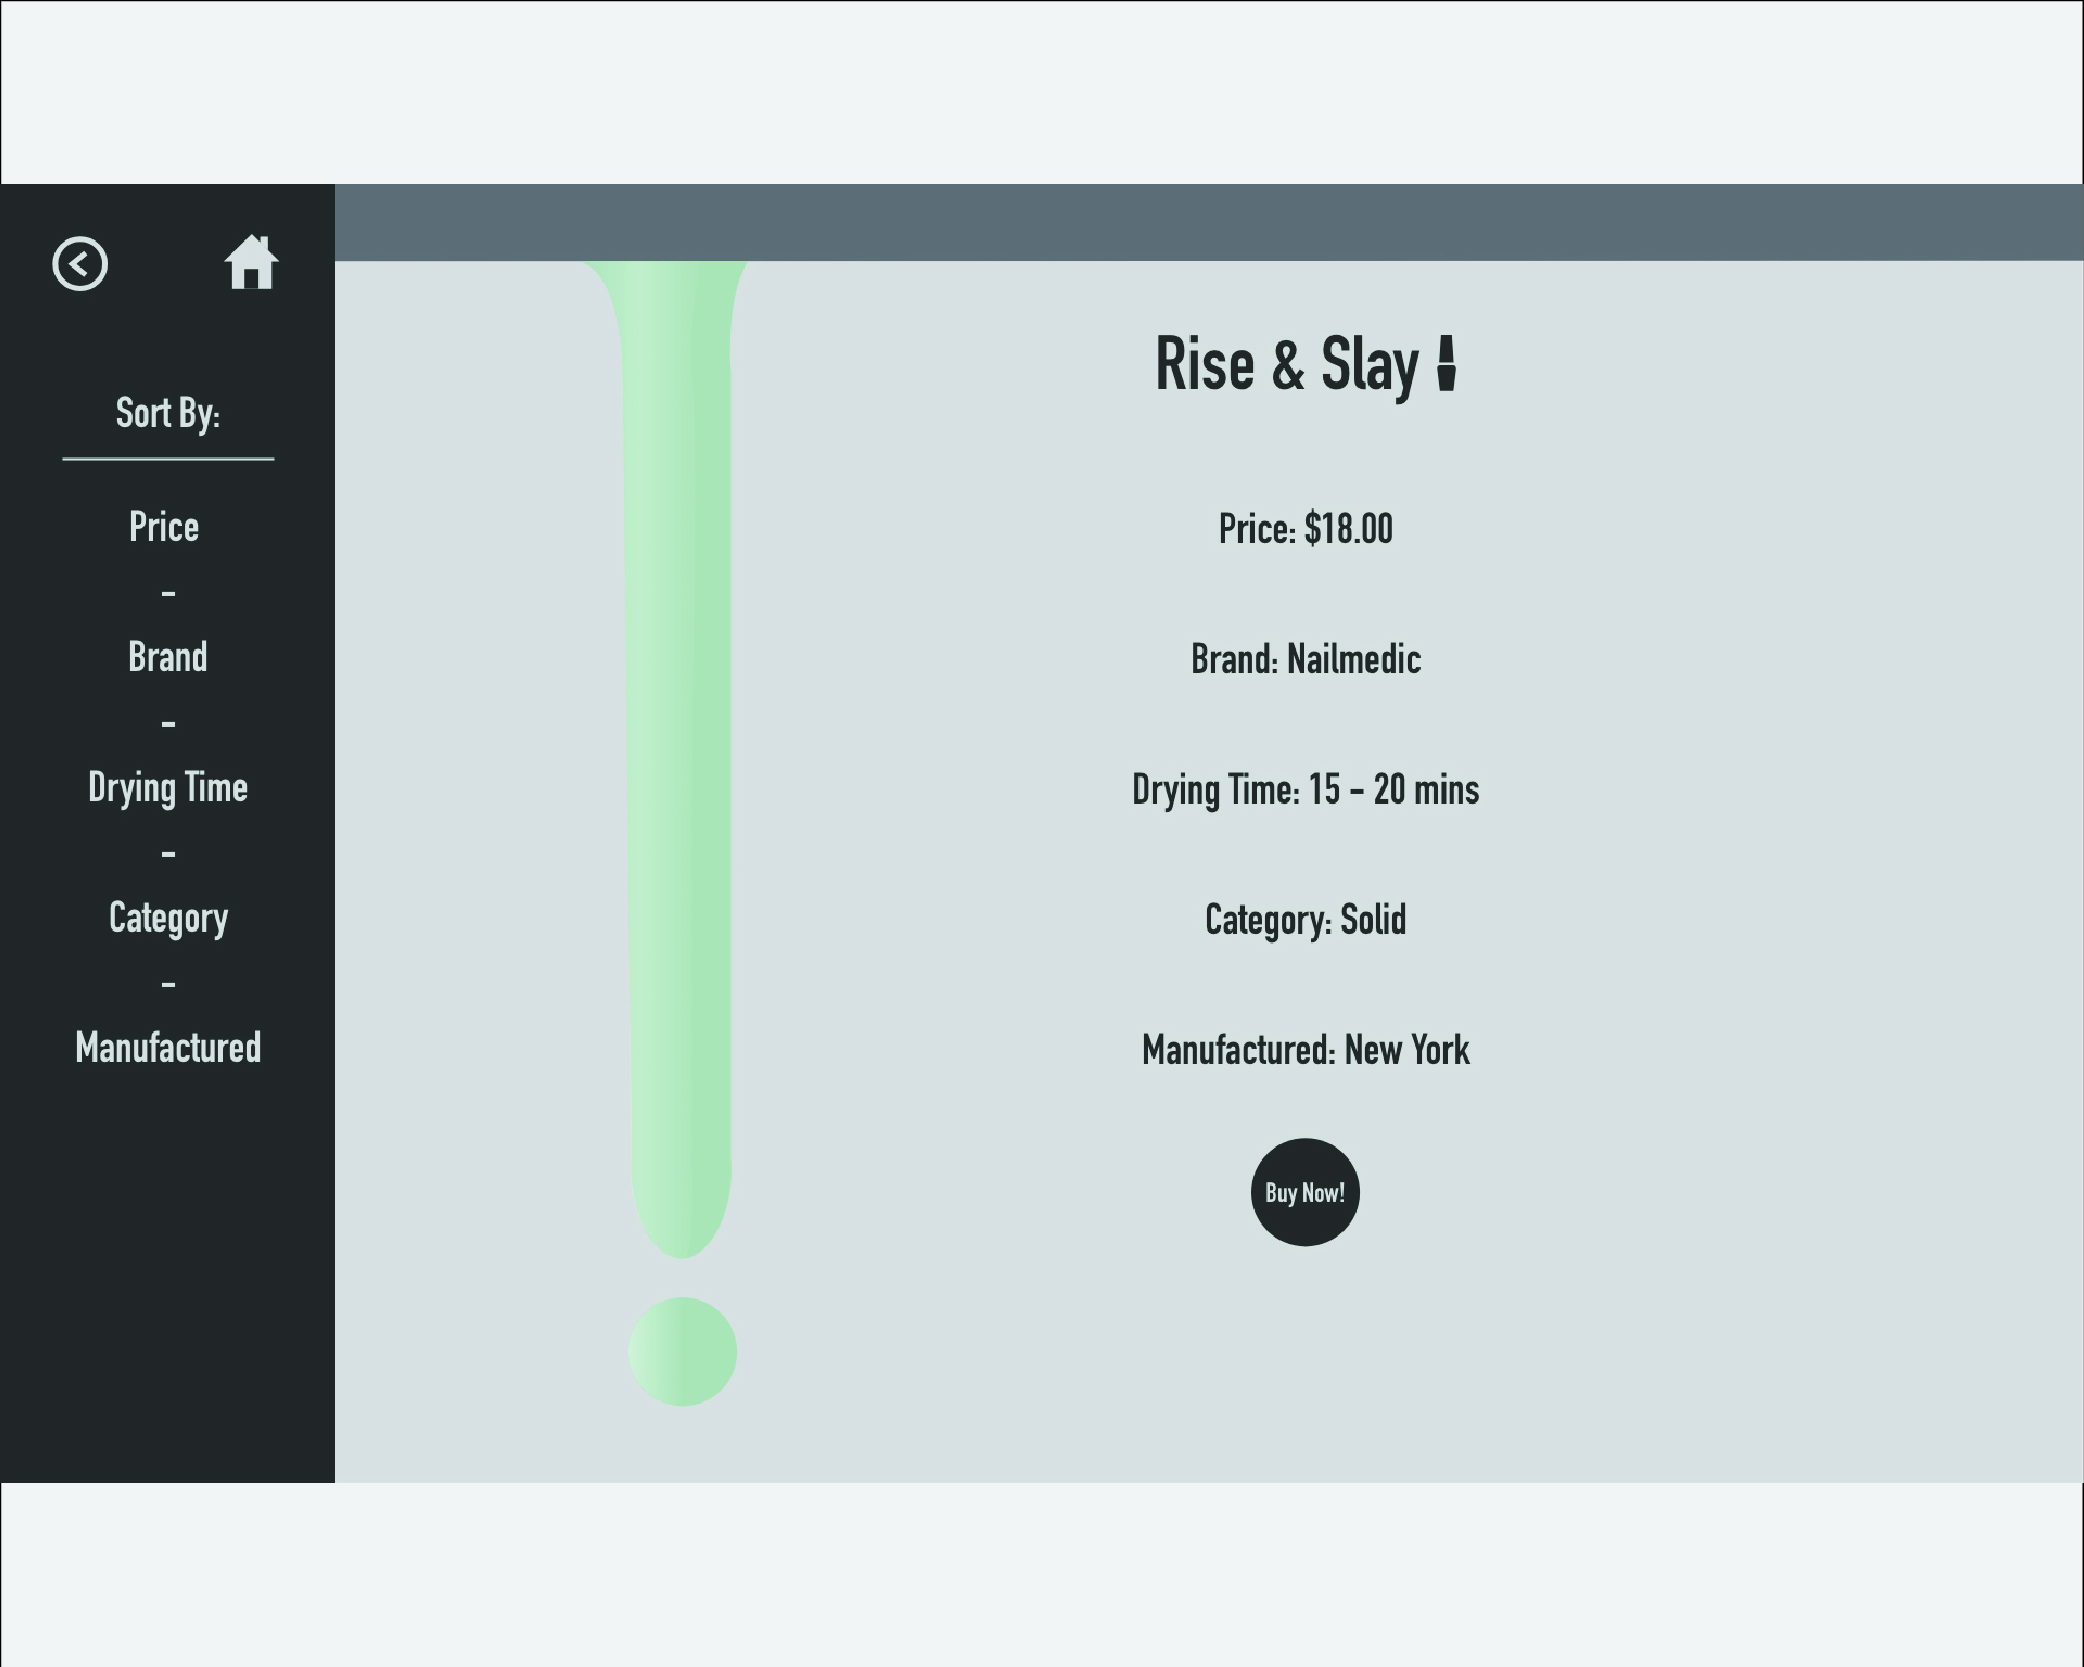 Sort By:
Price
-
Brand
-
Drying Time
-
Category
-
Manufactured
Rise & Slay
Price: $18.00
Brand: Nailmedic
Drying Time: 15 - 20 mins
Category: Solid
Manufactured: New York
Buy Now!